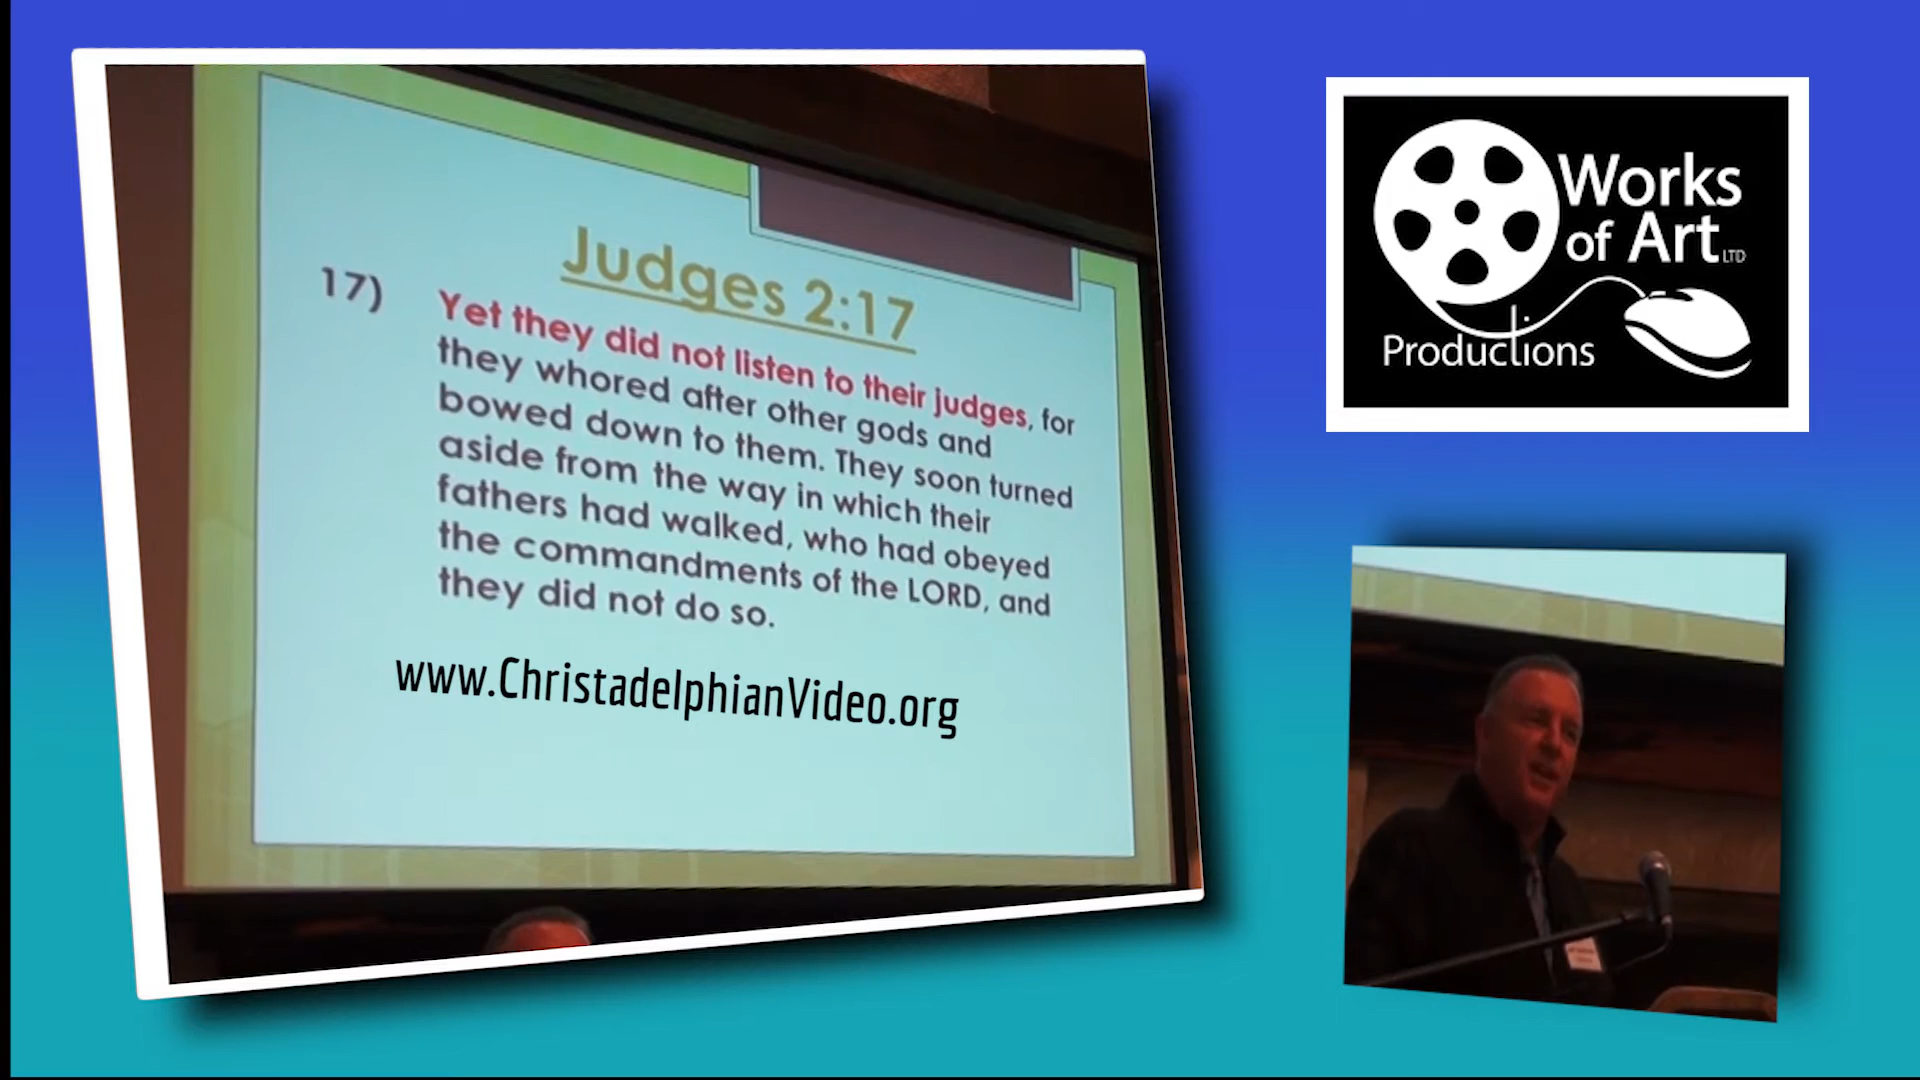 Judges 2:17
17) Yet they did not listen to their judges, for
they whored after other gods and
bowed down to them. They soon turned
aside from the way in which their
fathers had walked, who had obeyed
the commandments of the LORD, and
they did not do so.
www.ChristadelphianVideo.org
Works
of Art LTD
Productions